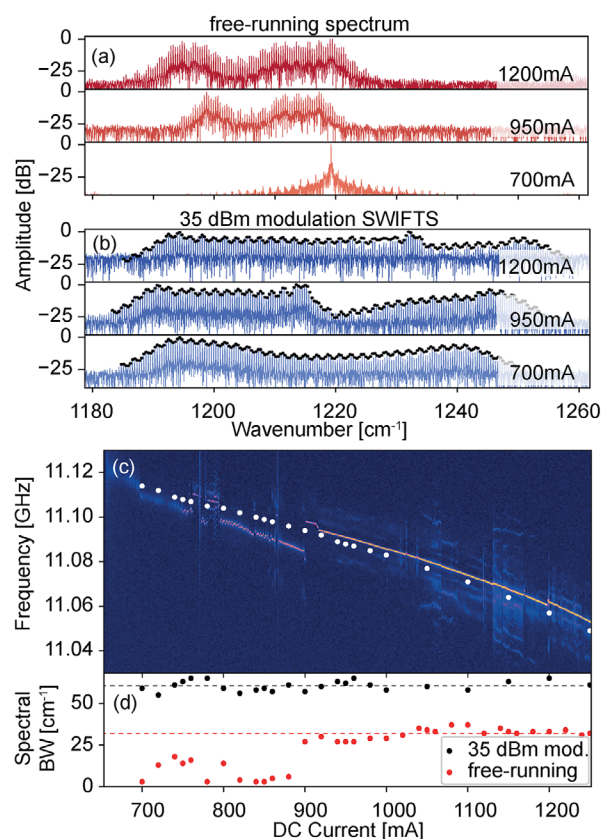 free-running spectrum
0
(a)
-25
1200mA
0
-25
950mA
0
-25
700mA
Amplitude [dB]
35 dBm modulation SWIFTS
0
(b)
-25
1200mA
0
-25
950mA
0
-25
700mA
1180 1200 1220 1240 1260
Wavenumber [cm⁻¹]
(c)
11.12
11.10
11.08
11.06
11.04
Frequency [GHz]
(d)
50
25
0
Spectral
BW [cm⁻¹]
35 dBm mod.
free-running
700 800 900 1000 1100 1200
DC Current [mA]